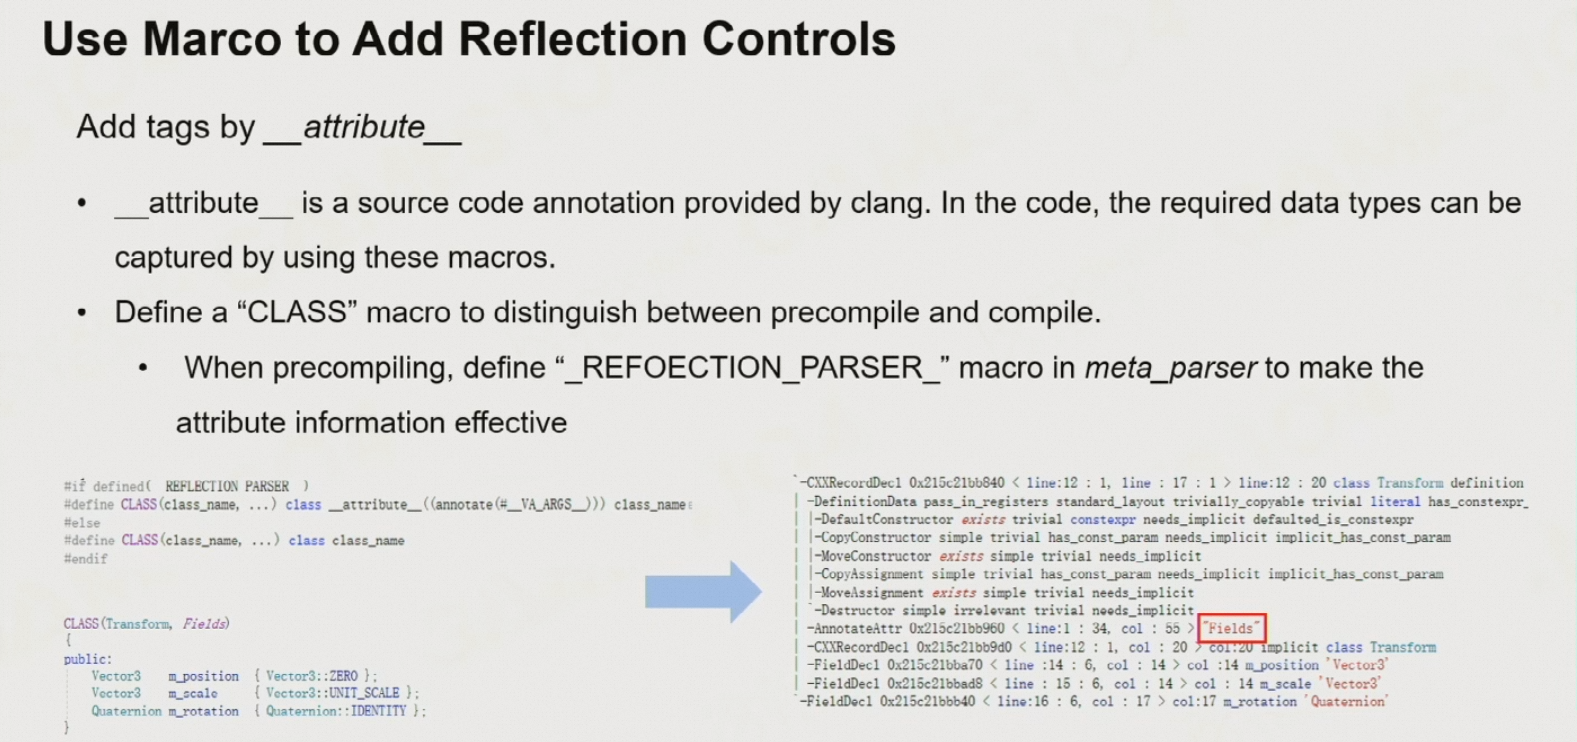 Use Marco to Add Reflection Controls
Add tags by __attribute__
• __attribute__ is a source code annotation provided by clang. In the code, the required data types can be
captured by using these macros.
• Define a “CLASS” macro to distinguish between precompile and compile.
• When precompiling, define “_REFOECTION_PARSER_” macro in meta_parser to make the
attribute information effective
#if defined( REFLECTION PARSER )
#define CLASS(class_name, ...) class __attribute__((annotate(#__VA_ARGS__))) class_name
#else
#define CLASS(class_name, ...) class class_name
#endif
CLASS(Transform, Fields)
{
public:
Vector3 m_position { Vector3::ZERO };
Vector3 m_scale { Vector3::UNIT_SCALE };
Quaternion m_rotation { Quaternion::IDENTITY };
}
`-CXXRecordDecl 0x215c21bb840 < line:12 : 1, line : 17 : 1 > line:12 : 20 class Transform definition
| -DefinitionData pass_in_registers standard_layout trivially_copyable trivial literal has_constexpr_
| |-DefaultConstructor exists trivial constexpr needs_implicit defaulted_is_constexpr
| |-CopyConstructor simple trivial has_const_param needs_implicit implicit_has_const_param
| |-MoveConstructor exists simple trivial needs_implicit
| |-CopyAssignment simple trivial has_const_param needs_implicit implicit_has_const_param
| |-MoveAssignment exists simple trivial needs_implicit
| `-Destructor simple irrelevant trivial needs_implicit
| -AnnotateAttr 0x215c21bb960 < line:1 : 34, col : 55 > "Fields"
| -CXXRecordDecl 0x215c21bb9d0 < line:12 : 1, col : 20 > col:20 implicit class Transform
| -FieldDecl 0x215c21bba70 < line :14 : 6, col : 14 > col :14 m_position 'Vector3'
| -FieldDecl 0x215c21bbad8 < line : 15 : 6, col : 14 > col : 14 m_scale 'Vector3'
`-FieldDecl 0x215c21bbb40 < line:16 : 6, col : 17 > col:17 m_rotation 'Quaternion'